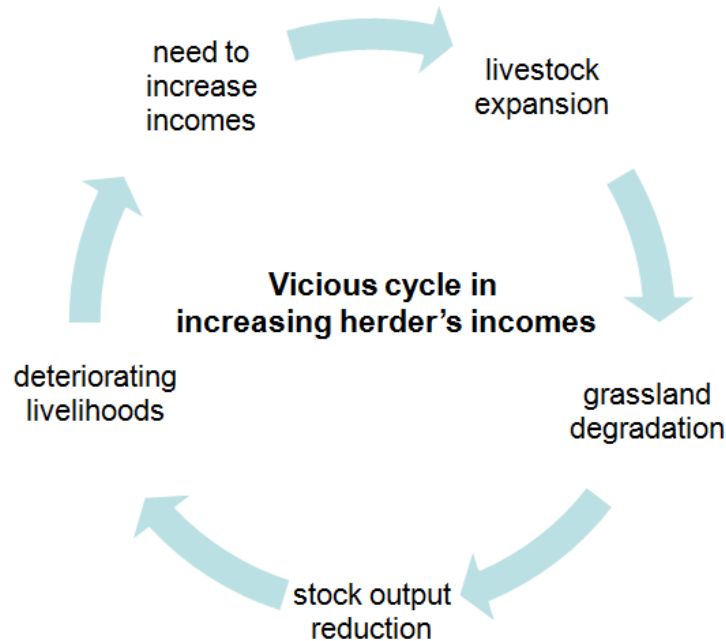 need to
increase
incomes
livestock
expansion
Vicious cycle in
increasing herder's incomes
grassland
degradation
stock output
reduction
deteriorating
livelihoods